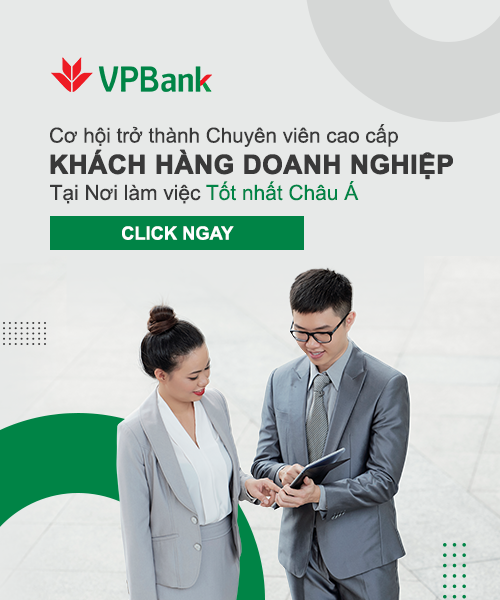 VPBank
Cơ hội trở thành Chuyên viên cao cấp
KHÁCH HÀNG DOANH NGHIỆP
Tại Nơi làm việc Tốt nhất Châu Á
CLICK NGAY